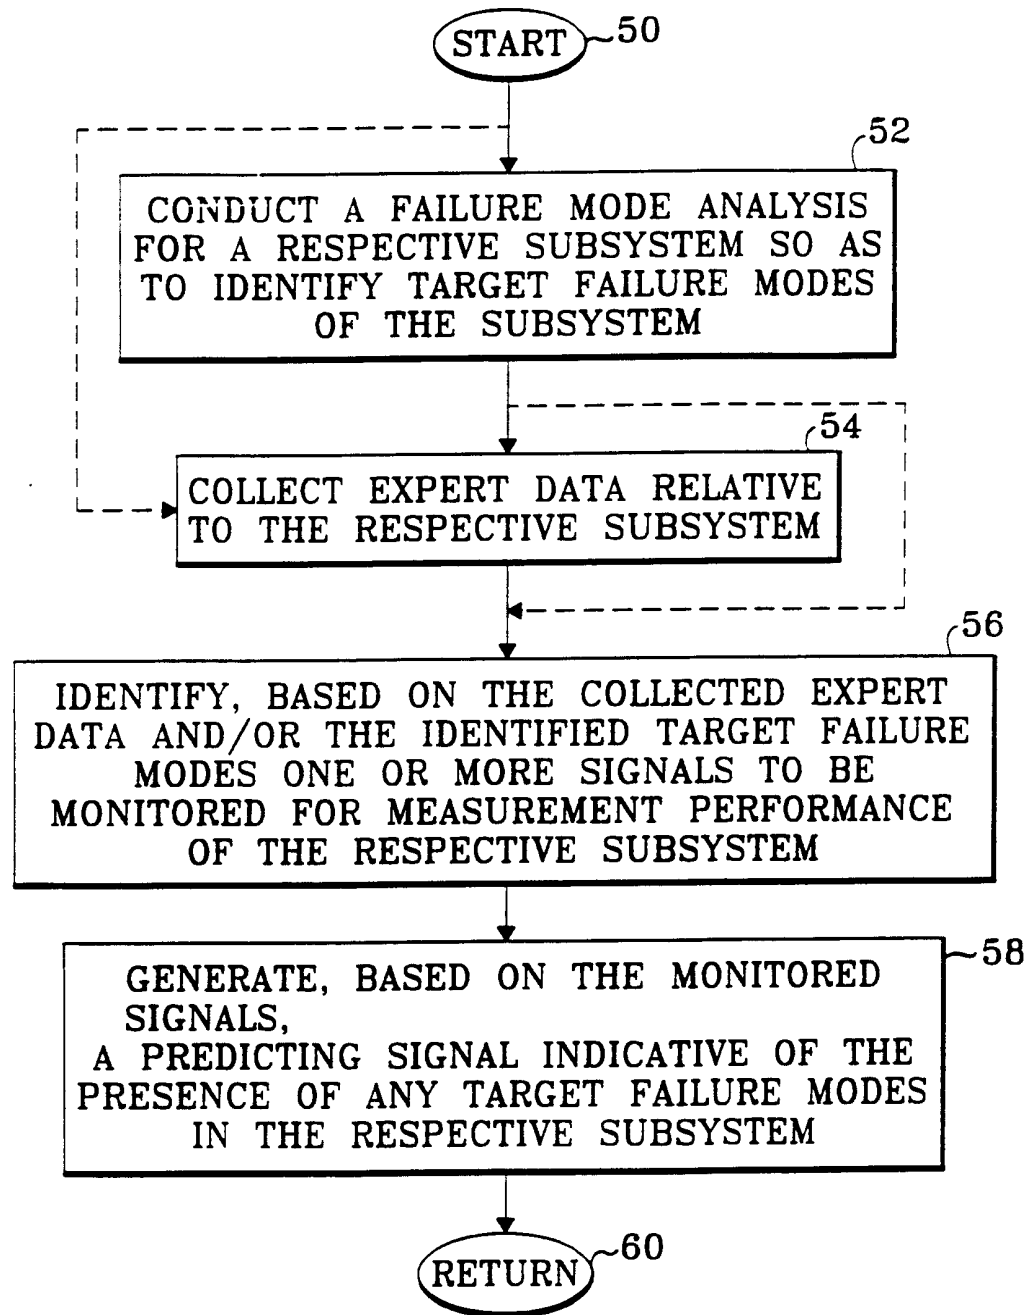 START
50
52
CONDUCT A FAILURE MODE ANALYSIS
FOR A RESPECTIVE SUBSYSTEM SO AS
TO IDENTIFY TARGET FAILURE MODES
OF THE SUBSYSTEM
54
COLLECT EXPERT DATA RELATIVE
TO THE RESPECTIVE SUBSYSTEM
56
IDENTIFY, BASED ON THE COLLECTED EXPERT
DATA AND/OR THE IDENTIFIED TARGET FAILURE
MODES ONE OR MORE SIGNALS TO BE
MONITORED FOR MEASUREMENT PERFORMANCE
OF THE RESPECTIVE SUBSYSTEM
58
GENERATE, BASED ON THE MONITORED
SIGNALS,
A PREDICTING SIGNAL INDICATIVE OF THE
PRESENCE OF ANY TARGET FAILURE MODES
IN THE RESPECTIVE SUBSYSTEM
60
RETURN